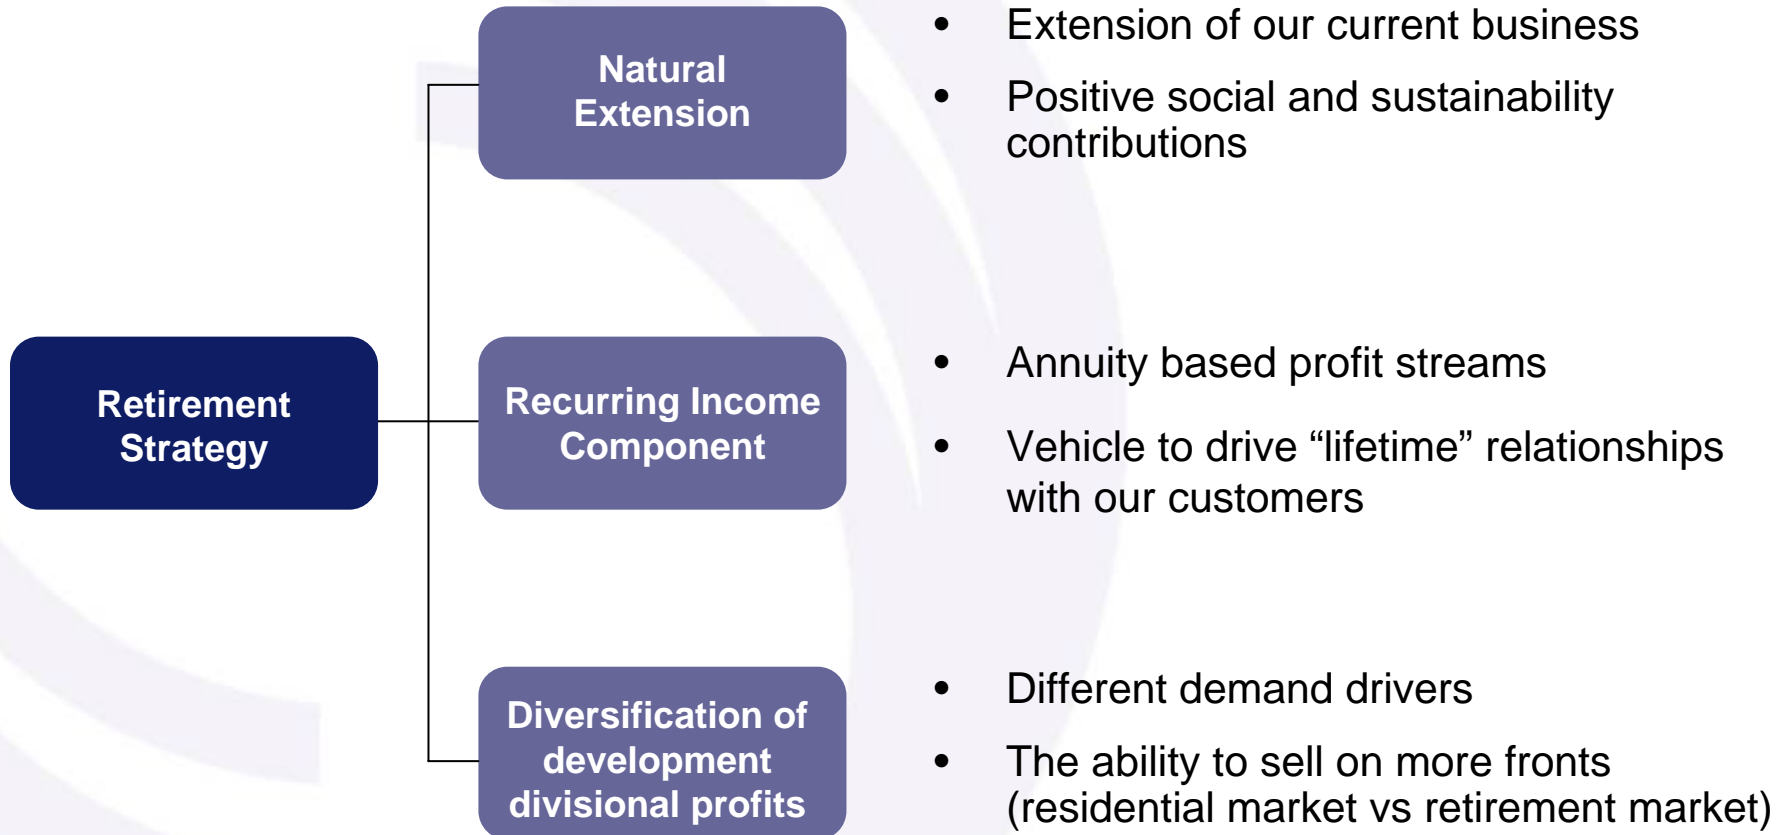 Natural
Extension
• Extension of our current business
• Positive social and sustainability
contributions
Retirement
Strategy
Recurring Income
Component
• Annuity based profit streams
• Vehicle to drive “lifetime” relationships
with our customers
Diversification of
development
divisional profits
• Different demand drivers
• The ability to sell on more fronts
(residential market vs retirement market)